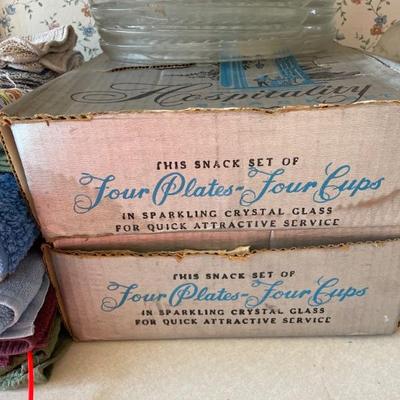 Hospitality
THIS SNACK SET OF
Four Plates-Four Cups
IN SPARKLING CRYSTAL GLASS
FOR QUICK ATTRACTIVE SERVICE
THIS SNACK SET OF
Four Plates-Four Cups
IN SPARKLING CRYSTAL GLASS
FOR QUICK ATTRACTIVE SERVICE